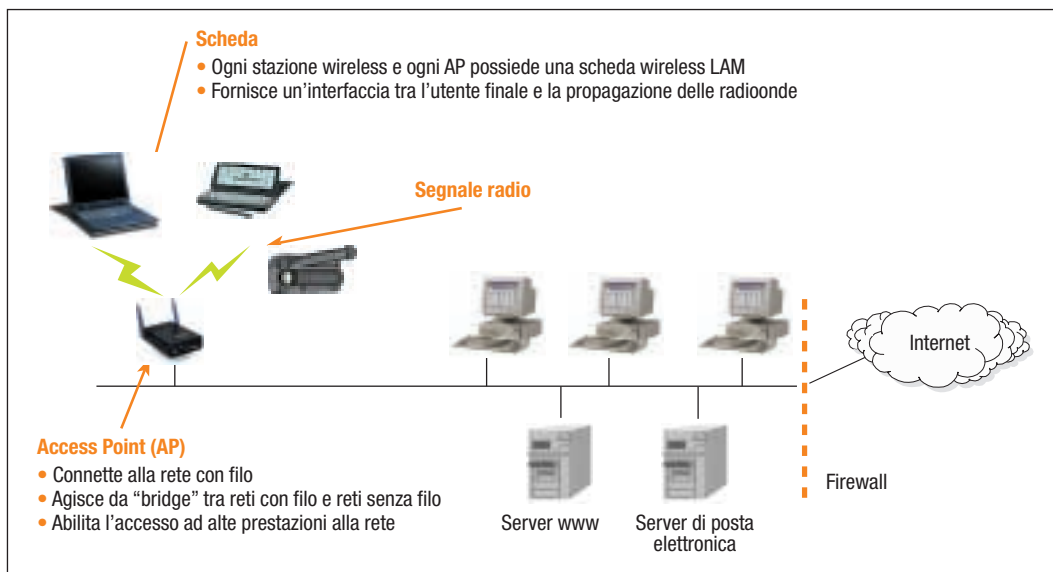 Scheda
• Ogni stazione wireless e ogni AP possiede una scheda wireless LAM
• Fornisce un'interfaccia tra l'utente finale e la propagazione delle radioonde
Segnale radio
Internet
Access Point (AP)
• Connette alla rete con filo
• Agisce da “bridge” tra reti con filo e reti senza filo
• Abilita l'accesso ad alte prestazioni alla rete
Firewall
Server www
Server di posta
elettronica